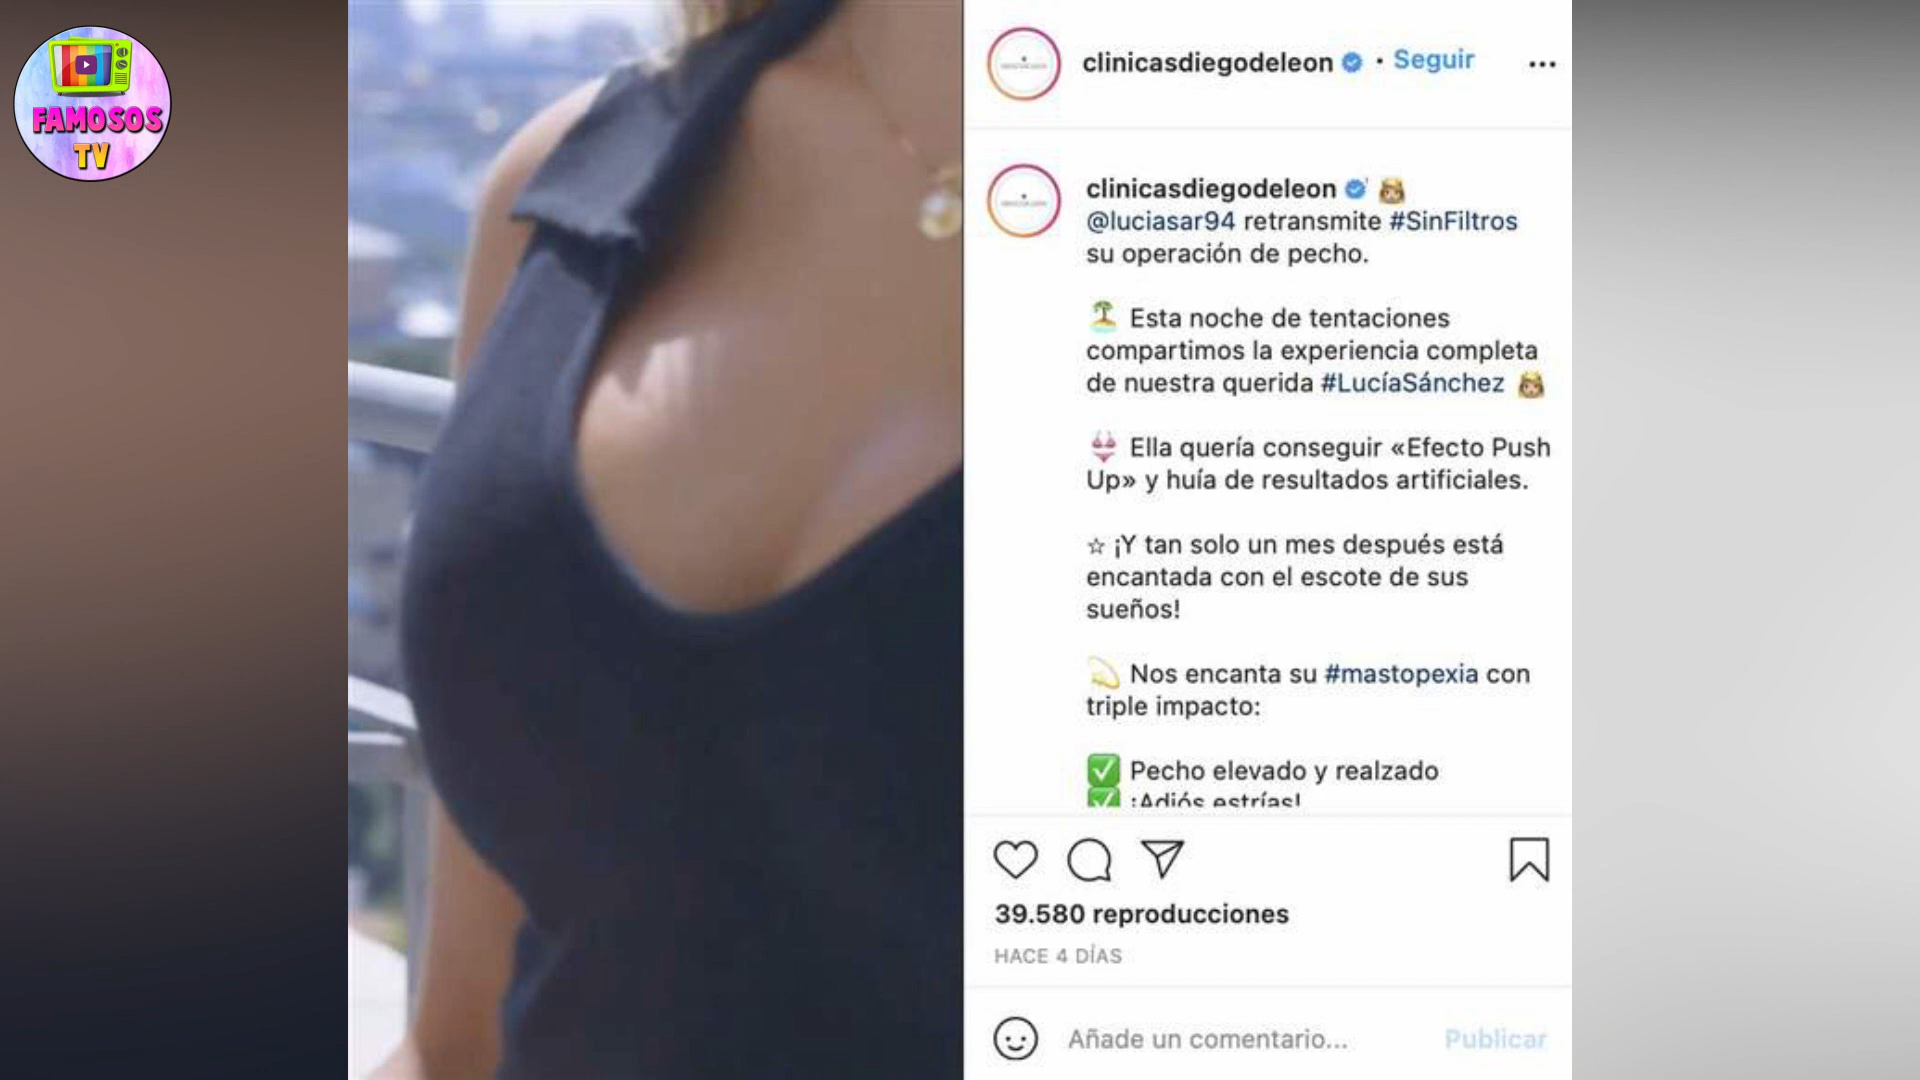 FAMOSOS
TV
clinicasdiegodeleon • Seguir
clinicasdiegodeleon
@luciasar94 retransmite #SinFiltros
su operación de pecho.
Esta noche de tentaciones
compartimos la experiencia completa
de nuestra querida #LucíaSánchez
Ella quería conseguir «Efecto Push
Up» y huía de resultados artificiales.
☆ ¡Y tan solo un mes después está
encantada con el escote de sus
sueños!
Nos encanta su #mastopexia con
triple impacto:
Pecho elevado y realzado
¡Adiós estrías!
39.580 reproducciones
HACE 4 DÍAS
Añade un comentario... Publicar